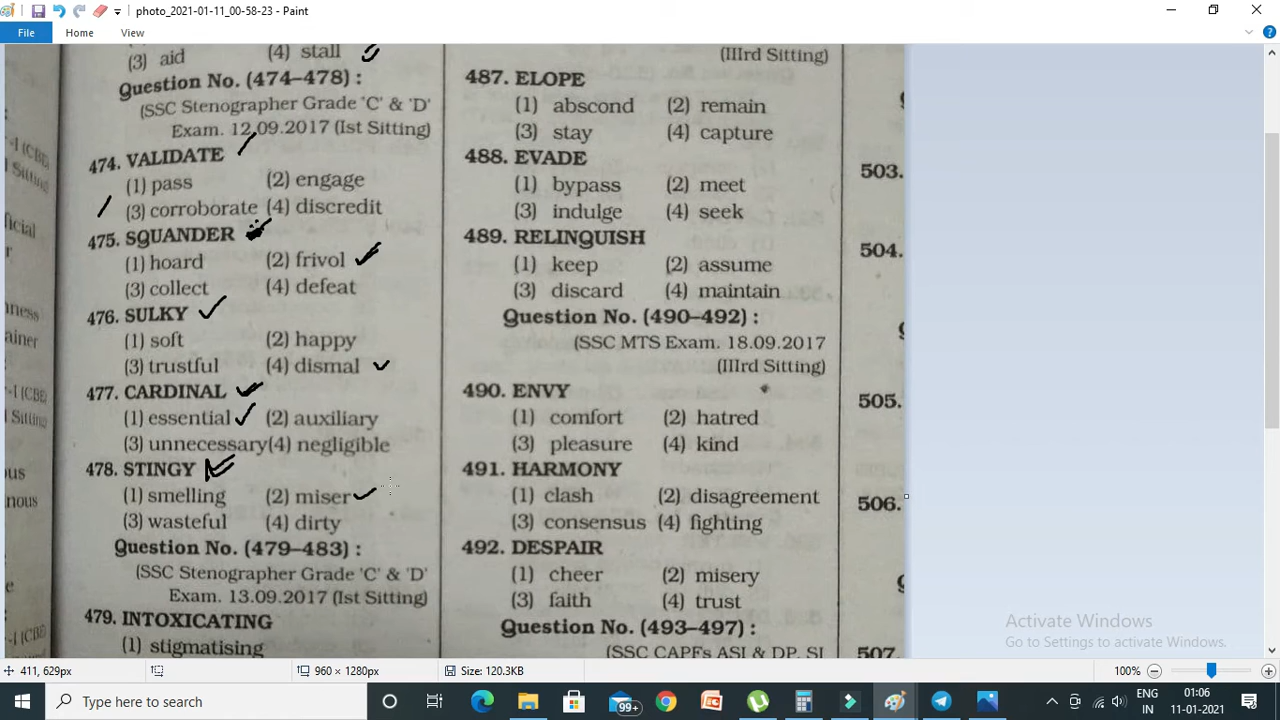 photo_2021-01-11_00-58-23 - Paint
File Home View
(3) aid (4) stall
Question No. (474–478) :
(SSC Stenographer Grade 'C' & 'D'
Exam. 12.09.2017 (Ist Sitting)
474. VALIDATE
(1) pass (2) engage
(3) corroborate (4) discredit
475. SQUANDER
(1) hoard (2) frivol
(3) collect (4) defeat
476. SULKY
(1) soft (2) happy
(3) trustful (4) dismal
477. CARDINAL
(1) essential (2) auxiliary
(3) unnecessary(4) negligible
478. STINGY
(1) smelling (2) miser
(3) wasteful (4) dirty
Question No. (479–483) :
(SSC Stenographer Grade 'C' & 'D'
Exam. 13.09.2017 (Ist Sitting)
479. INTOXICATING
(1) stigmatising
(IIIrd Sitting)
487. ELOPE
(1) abscond (2) remain
(3) stay (4) capture
488. EVADE
(1) bypass (2) meet
(3) indulge (4) seek
489. RELINQUISH
(1) keep (2) assume
(3) discard (4) maintain
Question No. (490–492) :
(SSC MTS Exam. 18.09.2017
(IIIrd Sitting)
490. ENVY
(1) comfort (2) hatred
(3) pleasure (4) kind
491. HARMONY
(1) clash (2) disagreement
(3) consensus (4) fighting
492. DESPAIR
(1) cheer (2) misery
(3) faith (4) trust
Question No. (493–497) :
(SSC CAPFs ASI & DP, SI
503.
504.
505.
506.
507.
Activate Windows
Go to Settings to activate Windows.
411, 629px 960 × 1280px Size: 120.3KB 100%
Type here to search
99+
ENG
IN
01:06
11-01-2021